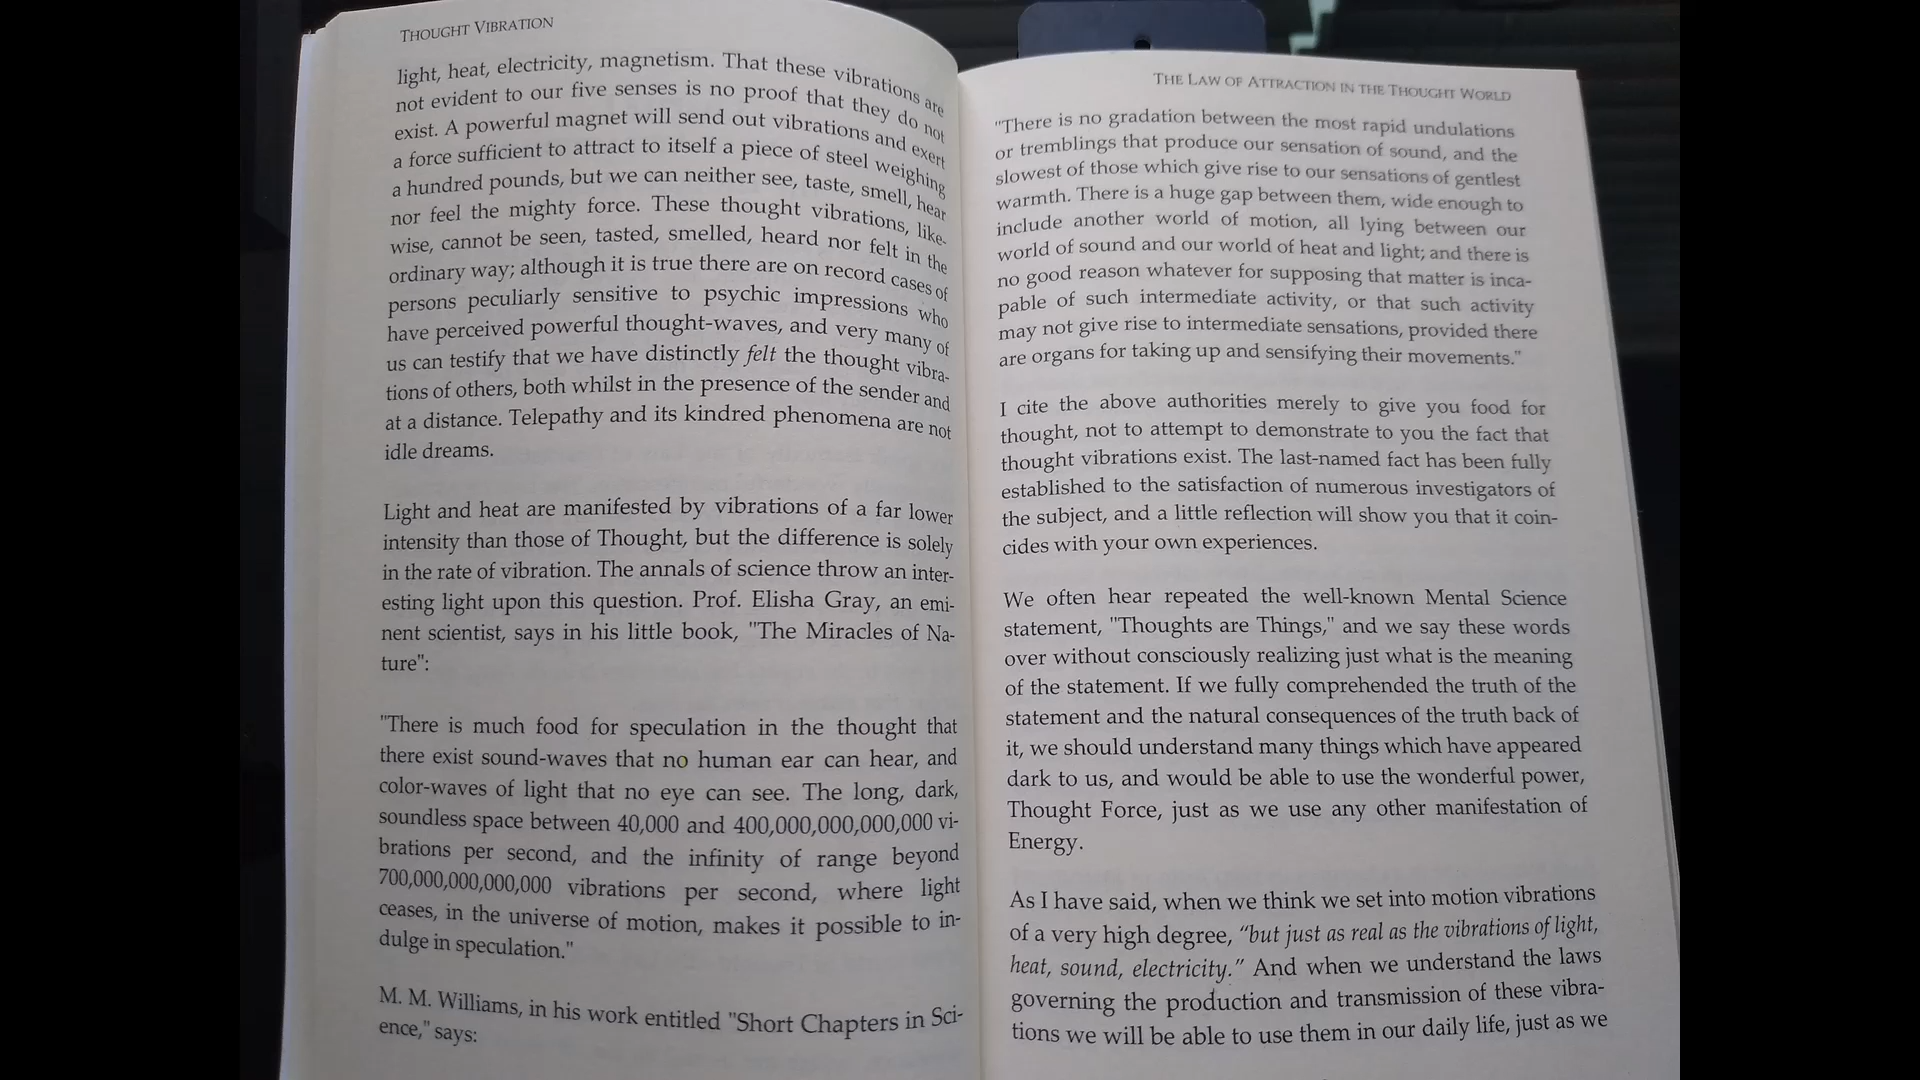 THOUGHT VIBRATION
light, heat, electricity, magnetism. That these vibrations are
not evident to our five senses is no proof that they do not
exist. A powerful magnet will send out vibrations and exert
a force sufficient to attract to itself a piece of steel weighing
a hundred pounds, but we can neither see, taste, smell, hear
nor feel the mighty force. These thought vibrations, like-
wise, cannot be seen, tasted, smelled, heard nor felt in the
ordinary way; although it is true there are on record cases of
persons peculiarly sensitive to psychic impressions who
have perceived powerful thought-waves, and very many of
us can testify that we have distinctly felt the thought vibra-
tions of others, both whilst in the presence of the sender and
at a distance. Telepathy and its kindred phenomena are not
idle dreams.
Light and heat are manifested by vibrations of a far lower
intensity than those of Thought, but the difference is solely
in the rate of vibration. The annals of science throw an inter-
esting light upon this question. Prof. Elisha Gray, an emi-
nent scientist, says in his little book, "The Miracles of Na-
ture":
"There is much food for speculation in the thought that
there exist sound-waves that no human ear can hear, and
color-waves of light that no eye can see. The long, dark,
soundless space between 40,000 and 400,000,000,000,000 vi-
brations per second, and the infinity of range beyond
700,000,000,000,000 vibrations per second, where light
ceases, in the universe of motion, makes it possible to in-
dulge in speculation."
M. M. Williams, in his work entitled "Short Chapters in Sci-
ence," says:
THE LAW OF ATTRACTION IN THE THOUGHT WORLD
"There is no gradation between the most rapid undulations
or tremblings that produce our sensation of sound, and the
slowest of those which give rise to our sensations of gentlest
warmth. There is a huge gap between them, wide enough to
include another world of motion, all lying between our
world of sound and our world of heat and light; and there is
no good reason whatever for supposing that matter is inca-
pable of such intermediate activity, or that such activity
may not give rise to intermediate sensations, provided there
are organs for taking up and sensifying their movements."
I cite the above authorities merely to give you food for
thought, not to attempt to demonstrate to you the fact that
thought vibrations exist. The last-named fact has been fully
established to the satisfaction of numerous investigators of
the subject, and a little reflection will show you that it coin-
cides with your own experiences.
We often hear repeated the well-known Mental Science
statement, "Thoughts are Things," and we say these words
over without consciously realizing just what is the meaning
of the statement. If we fully comprehended the truth of the
statement and the natural consequences of the truth back of
it, we should understand many things which have appeared
dark to us, and would be able to use the wonderful power,
Thought Force, just as we use any other manifestation of
Energy.
As I have said, when we think we set into motion vibrations
of a very high degree, “but just as real as the vibrations of light,
heat, sound, electricity.” And when we understand the laws
governing the production and transmission of these vibra-
tions we will be able to use them in our daily life, just as we